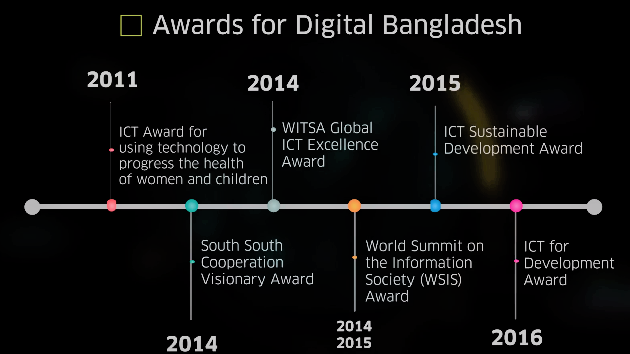 Awards for Digital Bangladesh
2011
2014
2015
ICT Award for
using technology to
progress the health
of women and children
WITSA Global
ICT Excellence
Award
ICT Sustainable
Development Award
South South
Cooperation
Visionary Award
World Summit on
the Information
Society (WSIS)
Award
ICT for
Development
Award
2014
2014
2015
2016